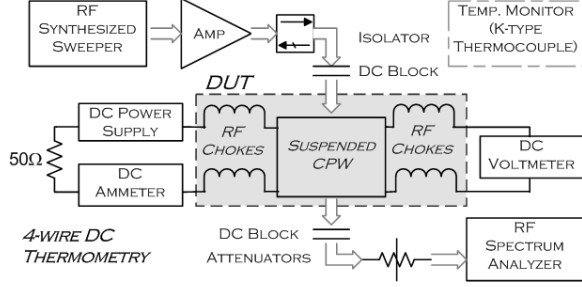 RF
SYNTHESIZED
SWEEPER
AMP
ISOLATOR
TEMP. MONITOR
(K-TYPE
THERMOCOUPLE)
DC BLOCK
DUT
DC POWER
SUPPLY
RF
CHOKES
SUSPENDED
CPW
RF
CHOKES
DC
VOLTMETER
50Ω
DC
AMMETER
4-WIRE DC
THERMOMETRY
DC BLOCK
ATTENUATORS
RF
SPECTRUM
ANALYZER